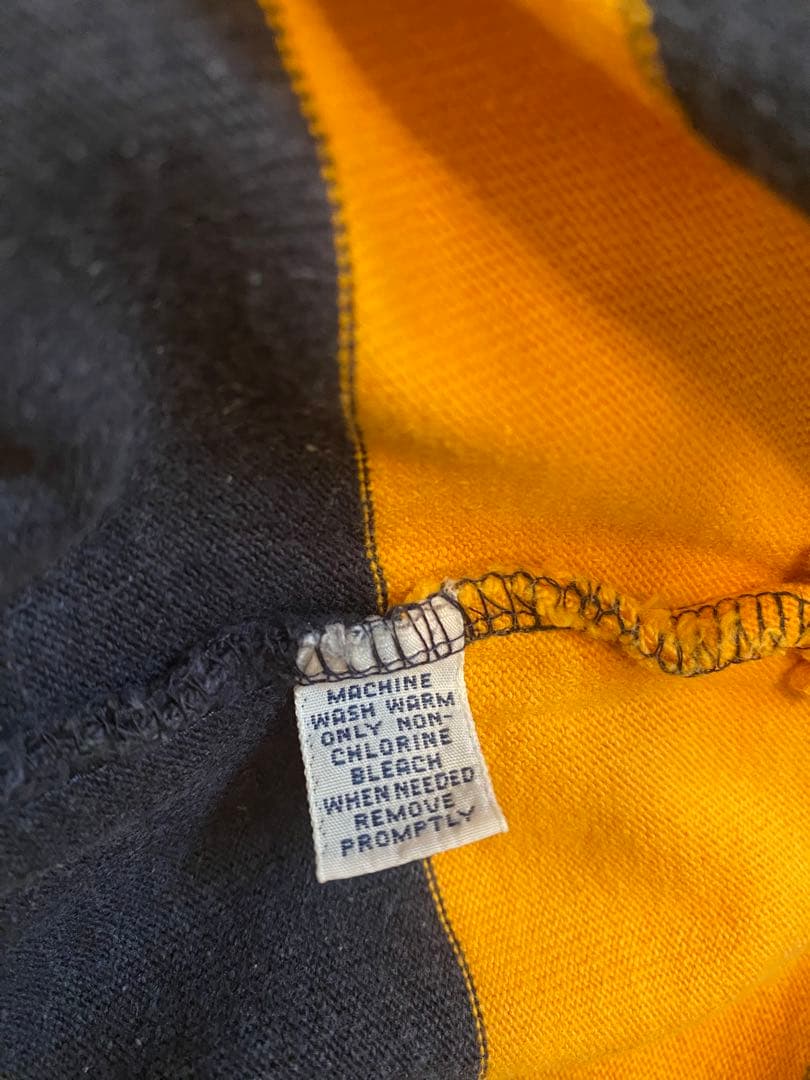 MACHINE
WASH WARM
ONLY NON-
CHLORINE
BLEACH
WHEN NEEDED
REMOVE
PROMPTLY